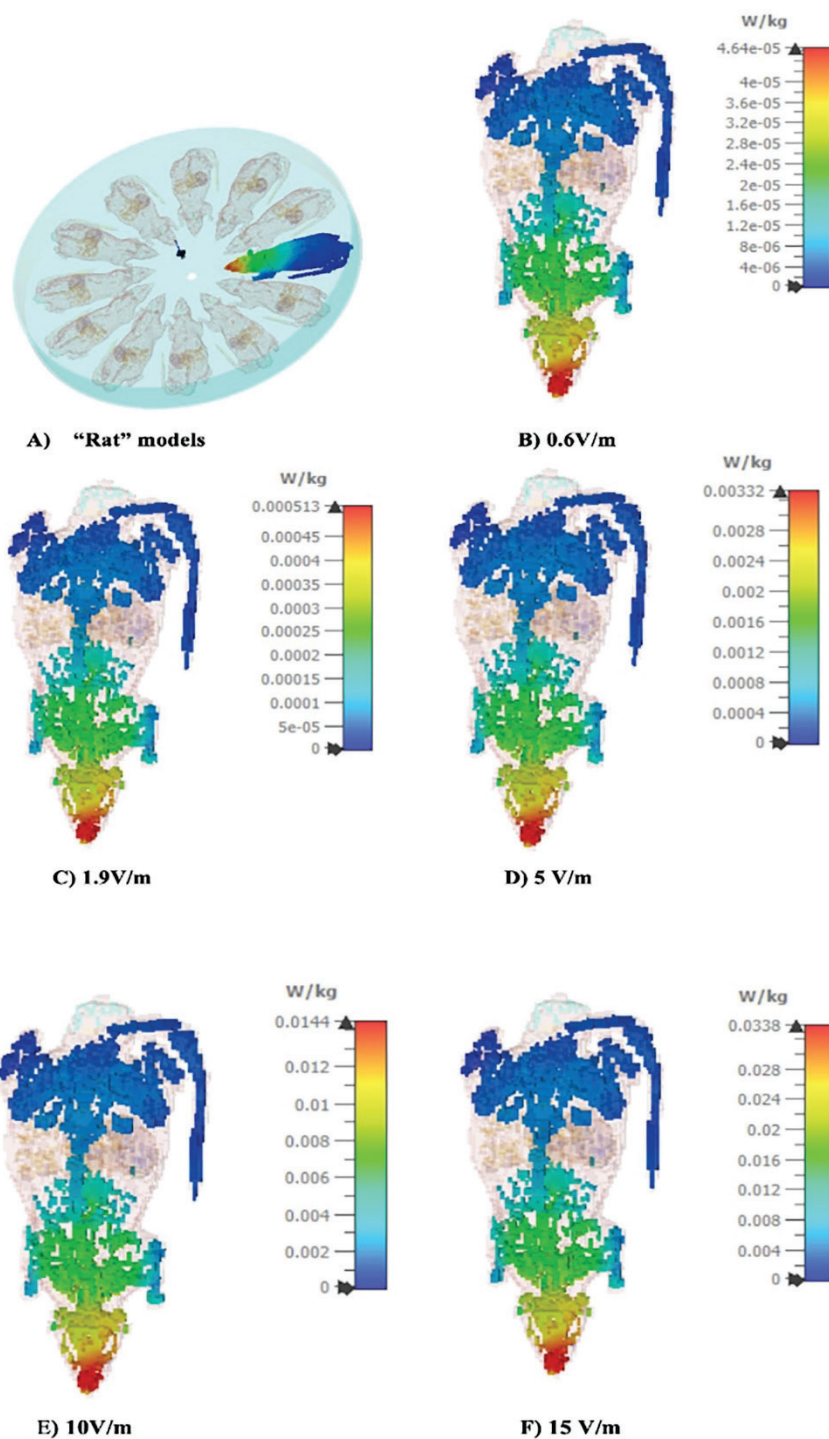 W/kg
4.64e-05
4e-05
3.6e-05
3.2e-05
2.8e-05
2.4e-05
2e-05
1.6e-05
1.2e-05
8e-06
4e-06
0
A) “Rat” models
B) 0.6V/m
W/kg
0.000513
0.00045
0.0004
0.00035
0.0003
0.00025
0.0002
0.00015
0.0001
5e-05
0
W/kg
0.00332
0.0028
0.0024
0.002
0.0016
0.0012
0.0008
0.0004
0
C) 1.9V/m
D) 5 V/m
W/kg
0.0144
0.012
0.01
0.008
0.006
0.004
0.002
0
W/kg
0.0338
0.028
0.024
0.02
0.016
0.012
0.008
0.004
0
E) 10V/m
F) 15 V/m